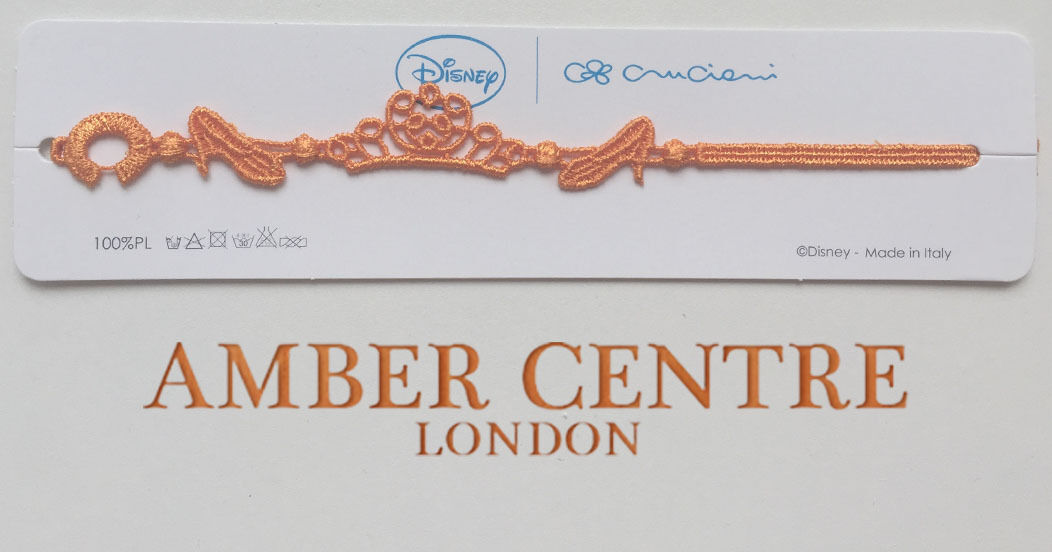 Disney
cruciani
100%PL
©Disney - Made in Italy
AMBER CENTRE
LONDON